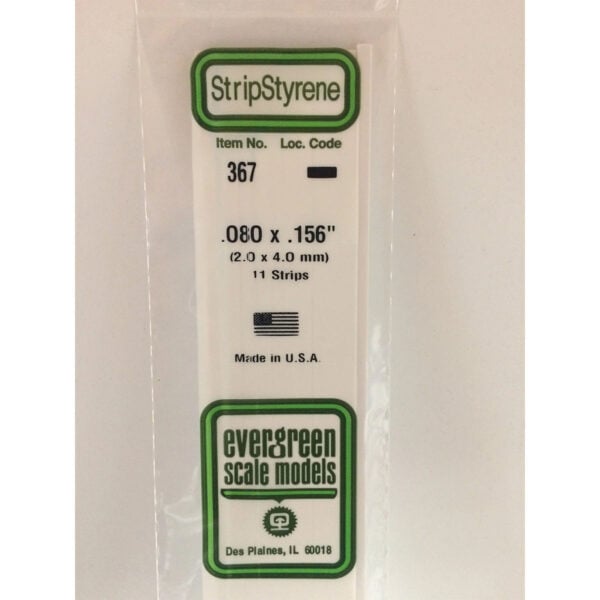 StripStyrene
Item No. Loc. Code
367
.080 x .156"
(2.0 x 4.0 mm)
11 Strips
Made in U.S.A.
evergreen
scale models
Des Plaines, IL 60018